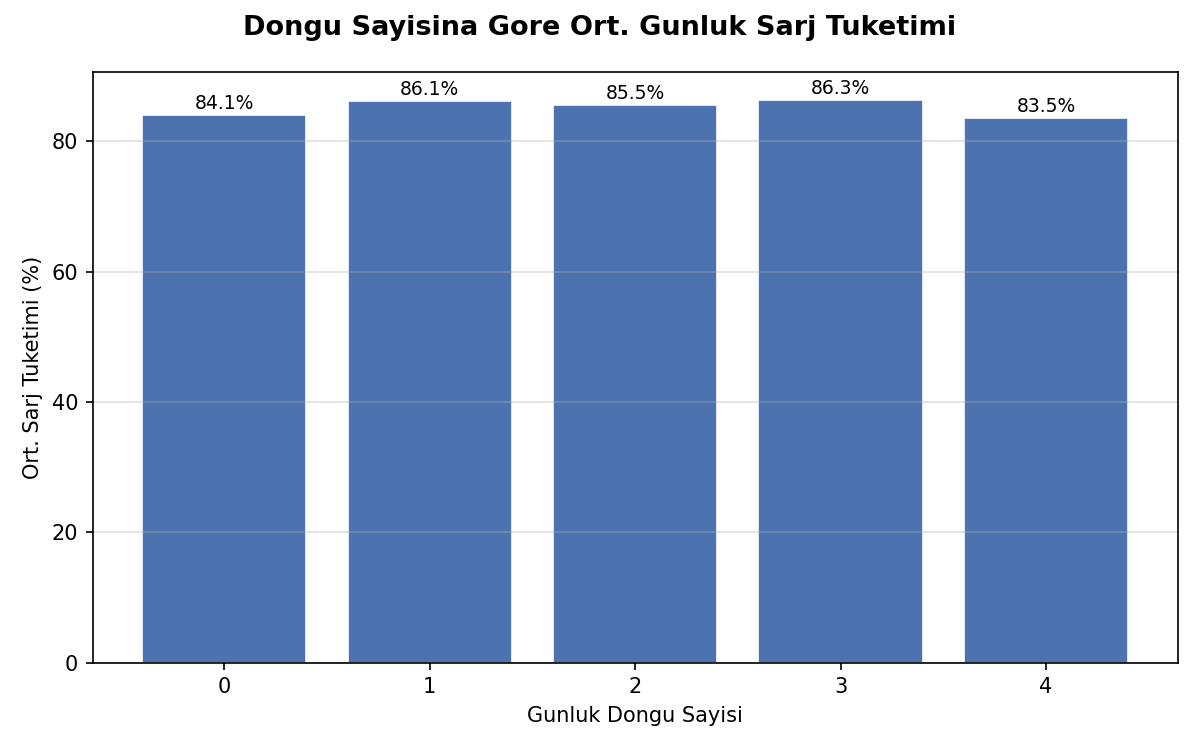 Dongu Sayisina Gore Ort. Gunluk Sarj Tuketimi
84.1%
86.1%
85.5%
86.3%
83.5%
80
60
40
20
0
Ort. Sarj Tuketimi (%)
0 1 2 3 4
Gunluk Dongu Sayisi